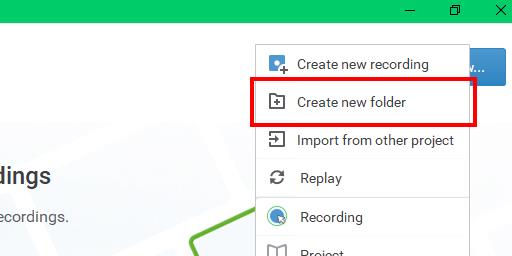 Create new recording
w...
Create new folder
Import from other project
dings
Replay
ecordings.
Recording
Project